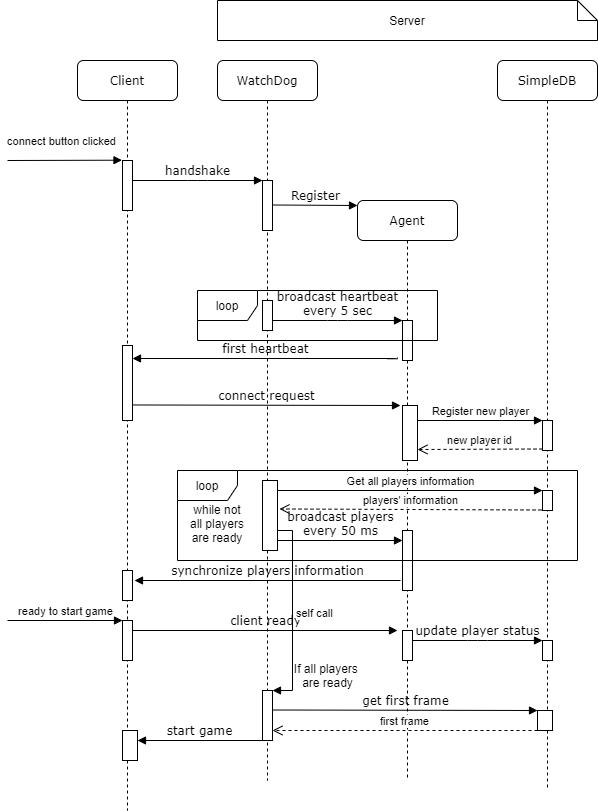 Server
Client
WatchDog
SimpleDB
connect button clicked
handshake
Register
Agent
loop
broadcast heartbeat
every 5 sec
first heartbeat
connect request
Register new player
new player id
loop
while not
all players
are ready
Get all players information
players' information
broadcast players
every 50 ms
synchronize players information
ready to start game
self call
client ready
update player status
If all players
are ready
get first frame
first frame
start game